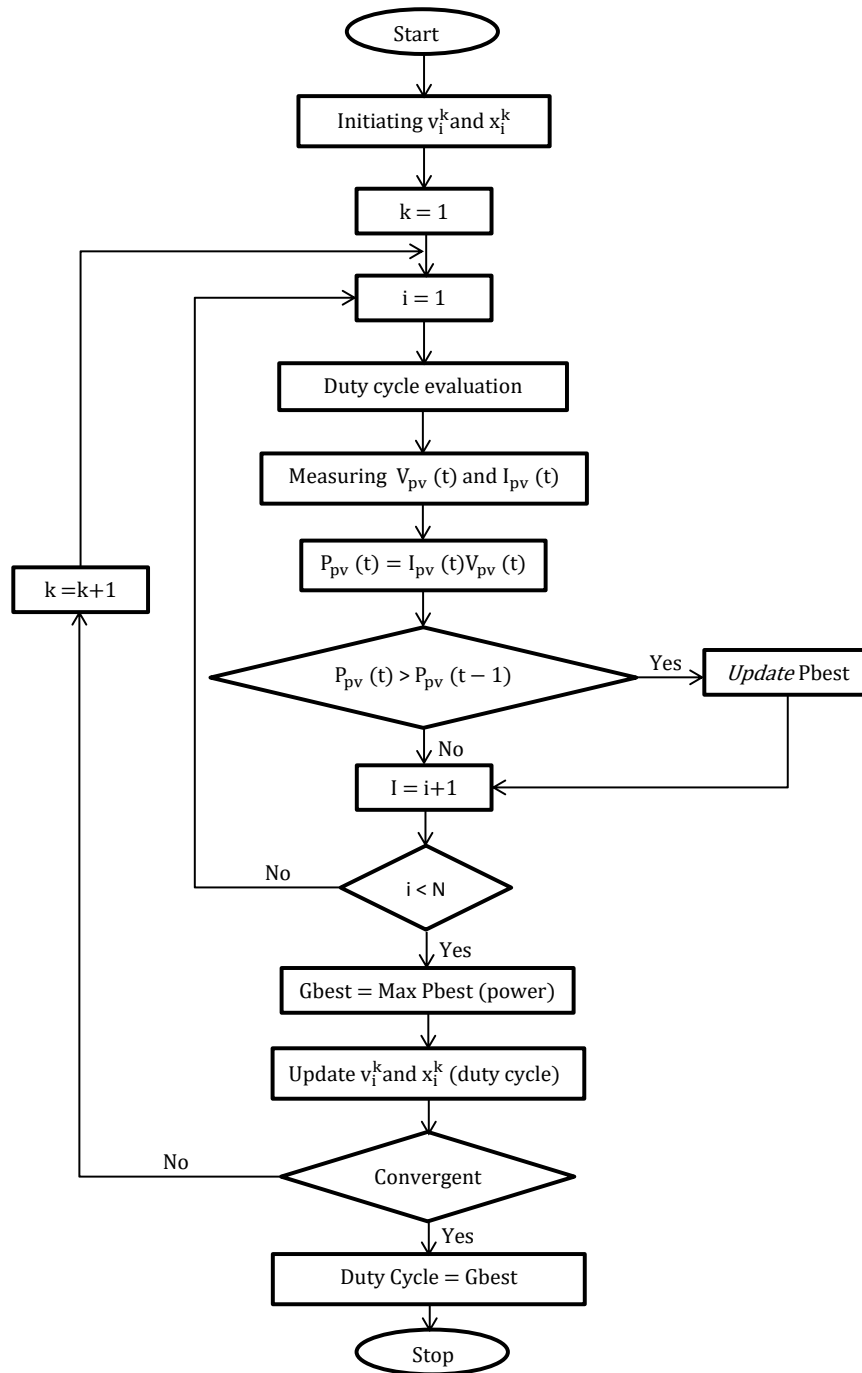 Start
Initiating v_i^k and x_i^k
k = 1
i = 1
Duty cycle evaluation
Measuring V_pv (t) and I_pv (t)
P_pv (t) = I_pv (t)V_pv (t)
k =k+1
P_pv (t) > P_pv (t − 1)
Yes
Update Pbest
No
I = i+1
No
i < N
Yes
Gbest = Max Pbest (power)
Update v_i^k and x_i^k (duty cycle)
No
Convergent
Yes
Duty Cycle = Gbest
Stop